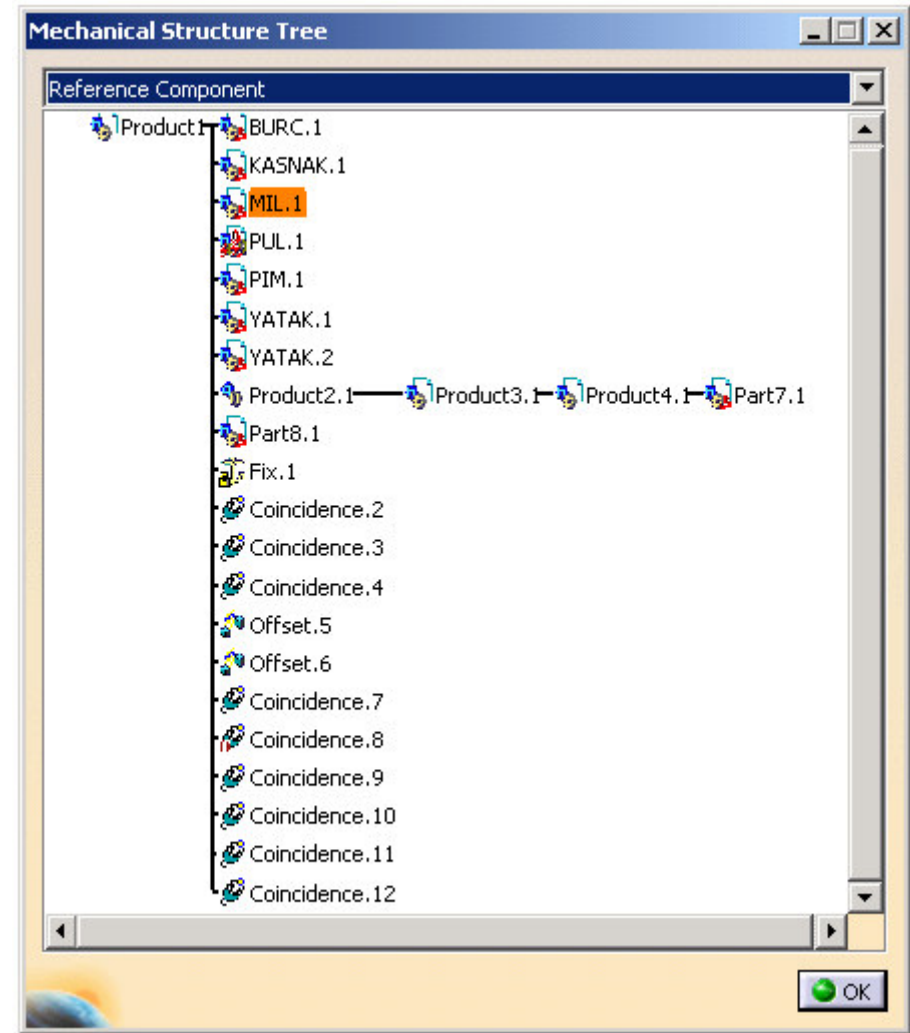 Mechanical Structure Tree
Reference Component
Product1 BURC.1
KASNAK.1
MIL.1
PUL.1
PIM.1
YATAK.1
YATAK.2
Product2.1 Product3.1 Product4.1 Part7.1
Part8.1
Fix.1
Coincidence.2
Coincidence.3
Coincidence.4
Offset.5
Offset.6
Coincidence.7
Coincidence.8
Coincidence.9
Coincidence.10
Coincidence.11
Coincidence.12
OK